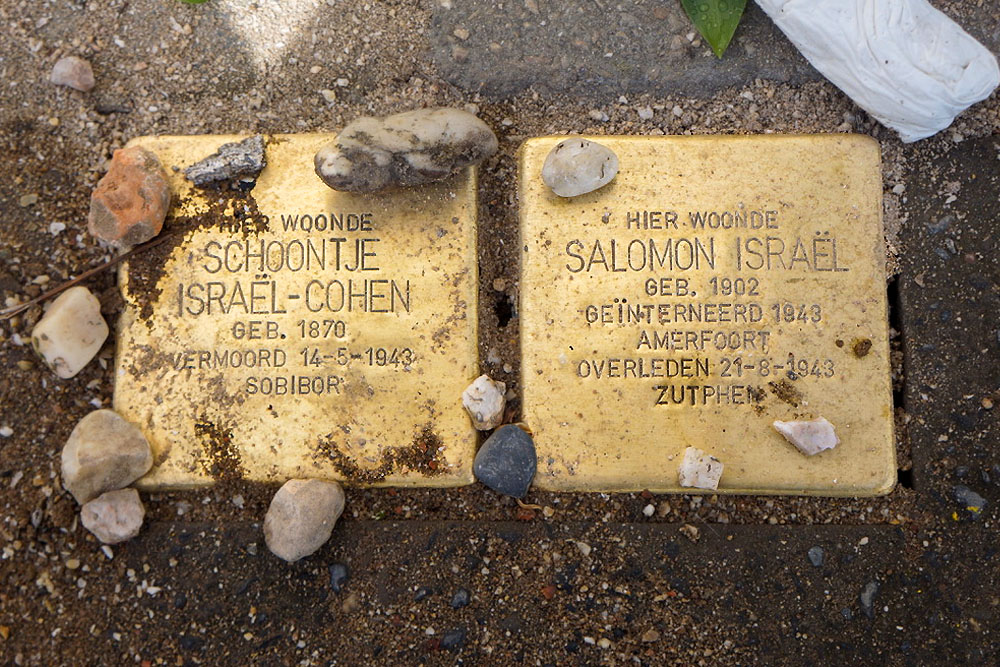 HIER WOONDE
SCHOONTJE
ISRAËL-COHEN
GEB. 1870
VERMOORD 14-5-1943
SOBIBOR
HIER WOONDE
SALOMON ISRAËL
GEB. 1902
GEÏNTERNEERD 1943
AMERFOORT
OVERLEDEN 21-8-1943
ZUTPHEN